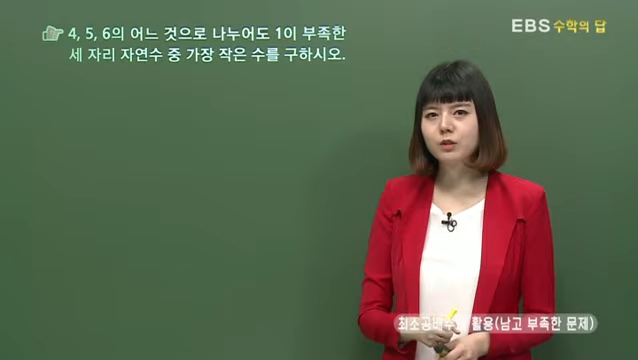 4, 5, 6의 어느 것으로 나누어도 1이 부족한
세 자리 자연수 중 가장 작은 수를 구하시오.
EBS 수학의 답
최소공배수 활용(남고 부족한 문제)